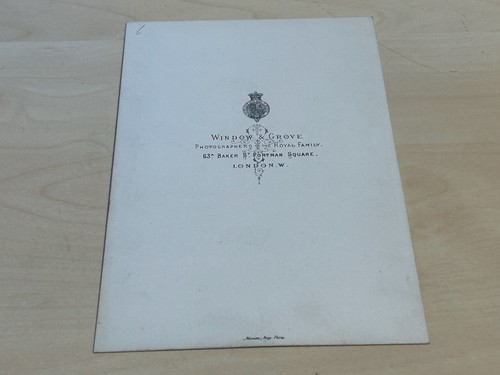 Window & Grove
Photographers to the Royal Family.
63A Baker St Portman Square.
London. W.